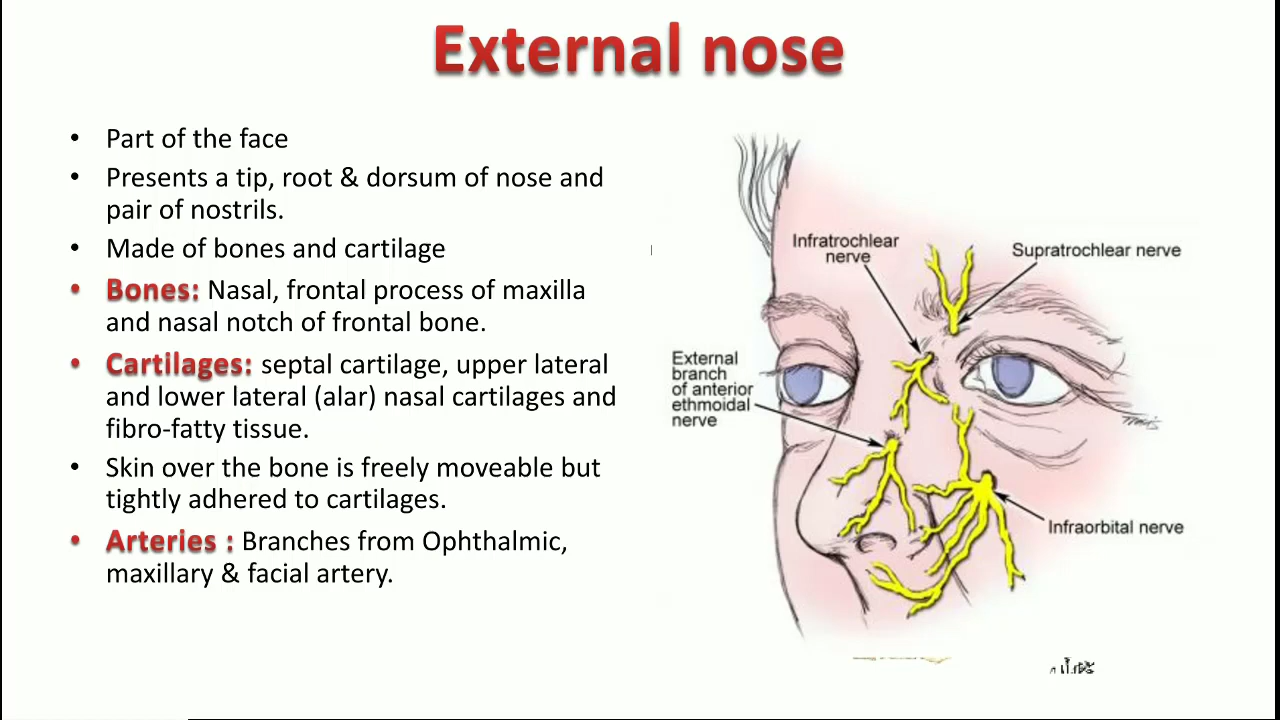 External nose
• Part of the face
• Presents a tip, root & dorsum of nose and
pair of nostrils.
• Made of bones and cartilage
• Bones: Nasal, frontal process of maxilla
and nasal notch of frontal bone.
• Cartilages: septal cartilage, upper lateral
and lower lateral (alar) nasal cartilages and
fibro-fatty tissue.
• Skin over the bone is freely moveable but
tightly adhered to cartilages.
• Arteries : Branches from Ophthalmic,
maxillary & facial artery.
Infratrochlear
nerve
Supratrochlear nerve
External
branch
of anterior
ethmoidal
nerve
Infraorbital nerve